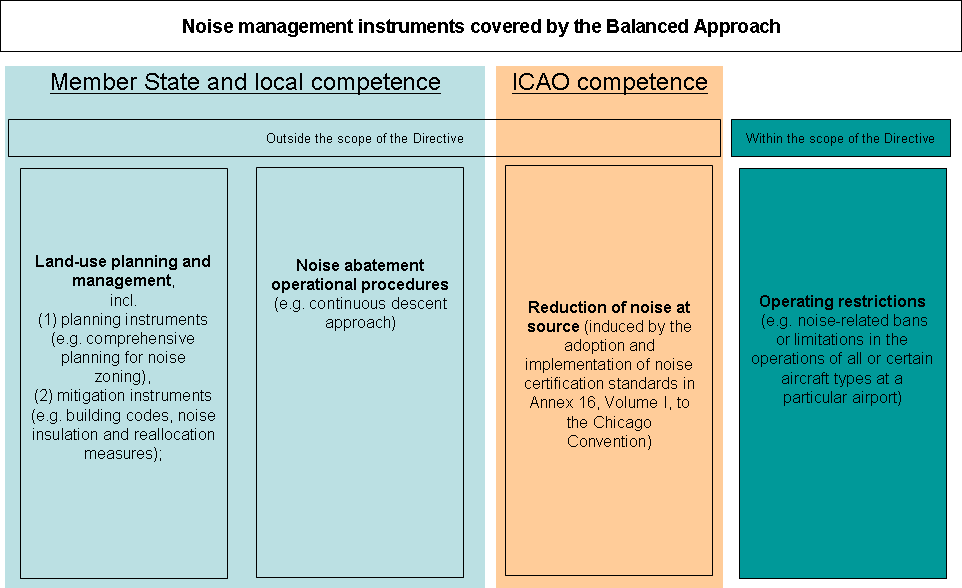 Noise management instruments covered by the Balanced Approach
Member State and local competence
ICAO competence
Outside the scope of the Directive
Within the scope of the Directive
Land-use planning and
management,
incl.
(1) planning instruments
(e.g. comprehensive
planning for noise
zoning),
(2) mitigation instruments
(e.g. building codes, noise
insulation and reallocation
measures);
Noise abatement
operational procedures
(e.g. continuous descent
approach)
Reduction of noise at
source (induced by the
adoption and
implementation of noise
certification standards in
Annex 16, Volume I, to
the Chicago
Convention)
Operating restrictions
(e.g. noise-related bans
or limitations in the
operations of all or certain
aircraft types at a
particular airport)